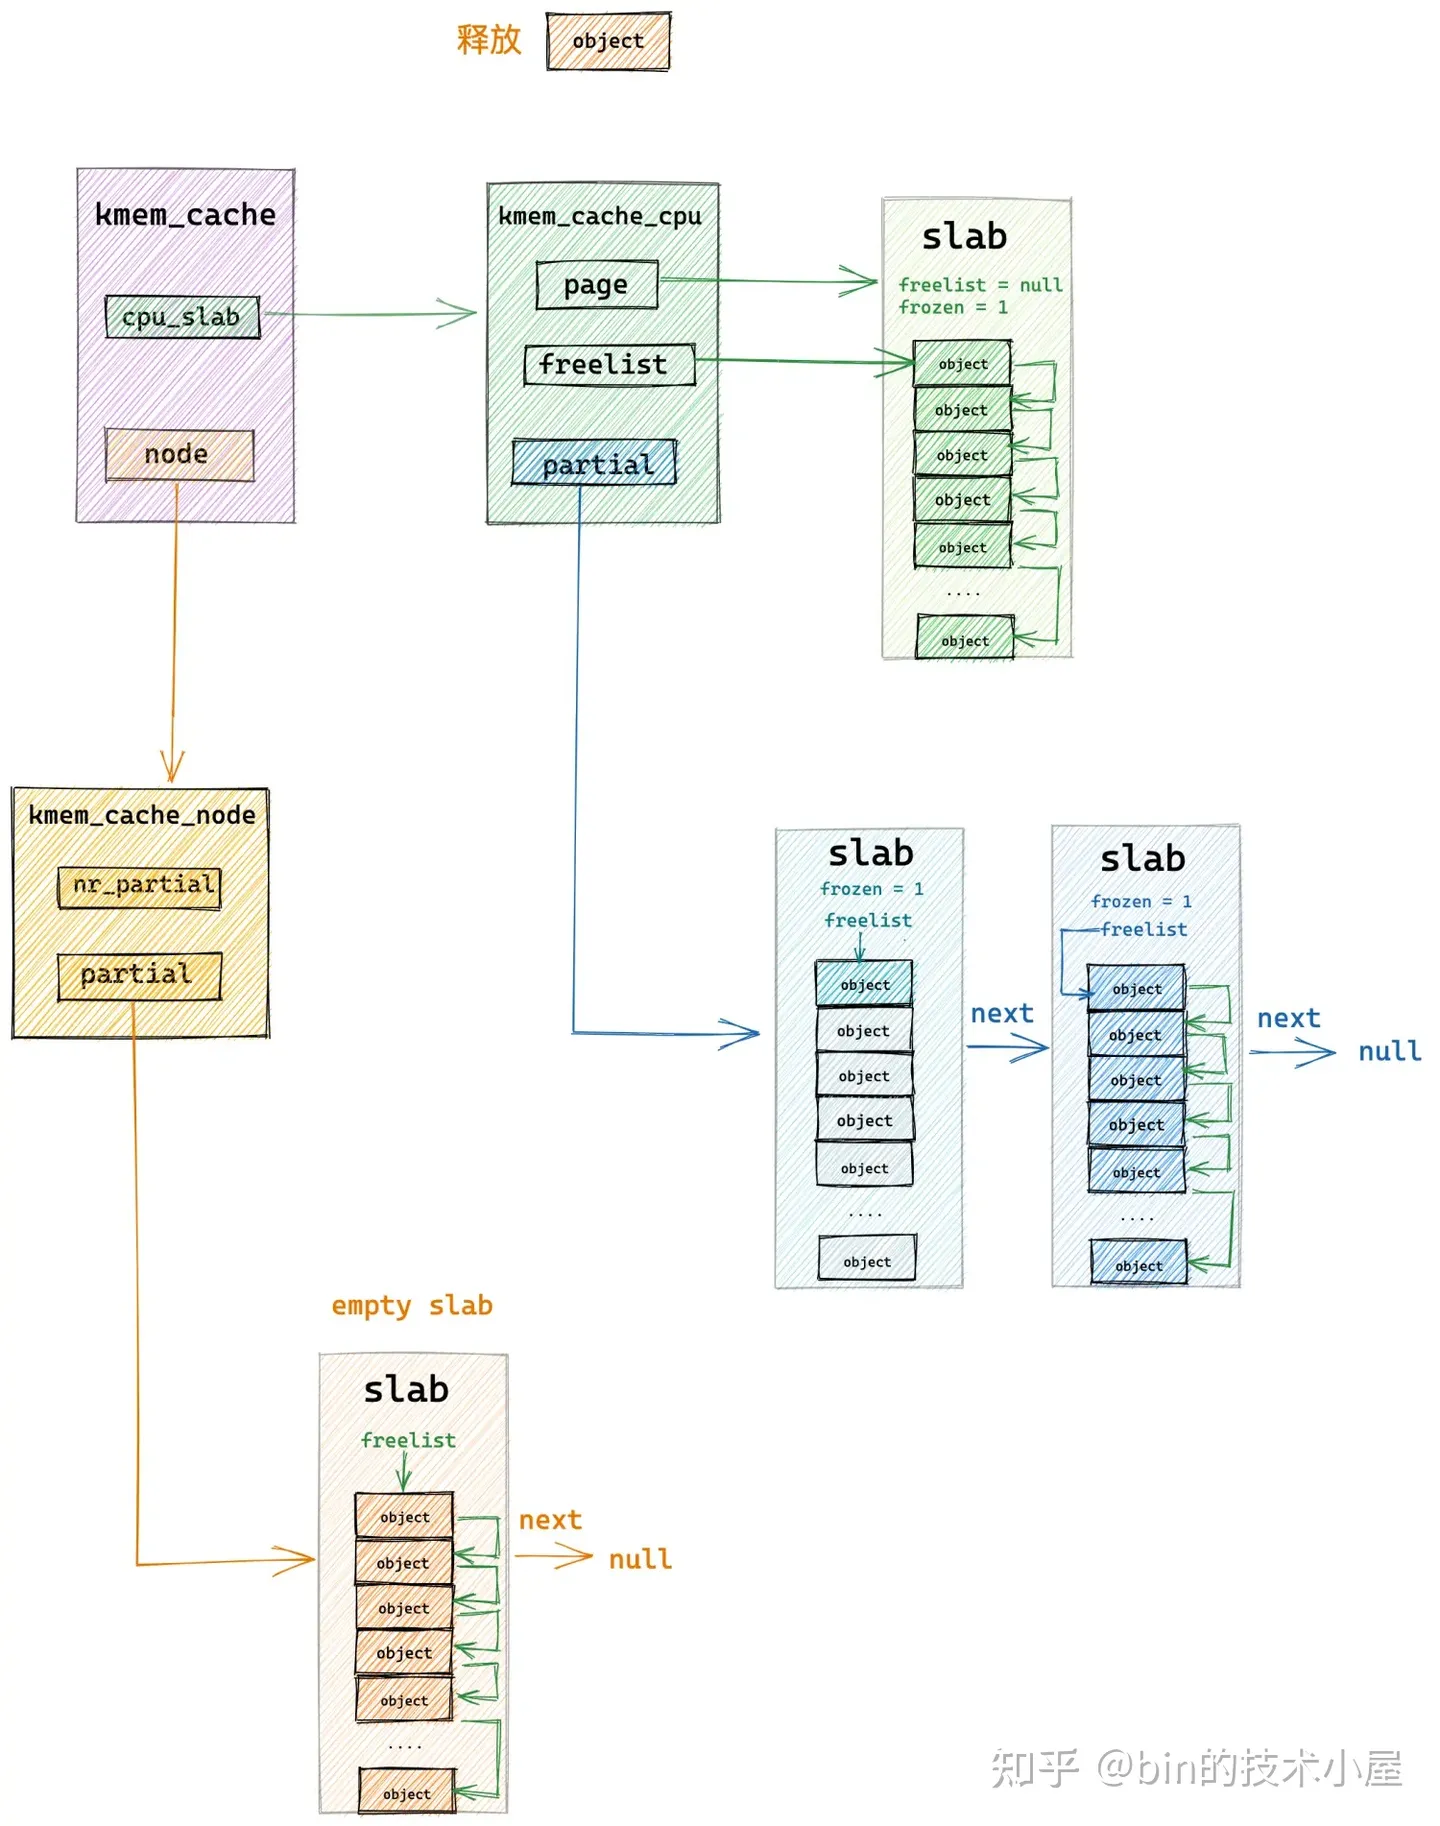 释放 object
kmem_cache
cpu_slab
node
kmem_cache_cpu
page
freelist
partial
slab
freelist = null
frozen = 1
object
object
object
object
object
....
object
kmem_cache_node
nr_partial
partial
slab
frozen = 1
freelist
object
object
object
object
object
....
object
next
slab
frozen = 1
freelist
object
object
object
object
object
....
object
next
null
empty slab
slab
freelist
object
object
object
object
object
....
object
next
null
知乎 @bin的技术小屋